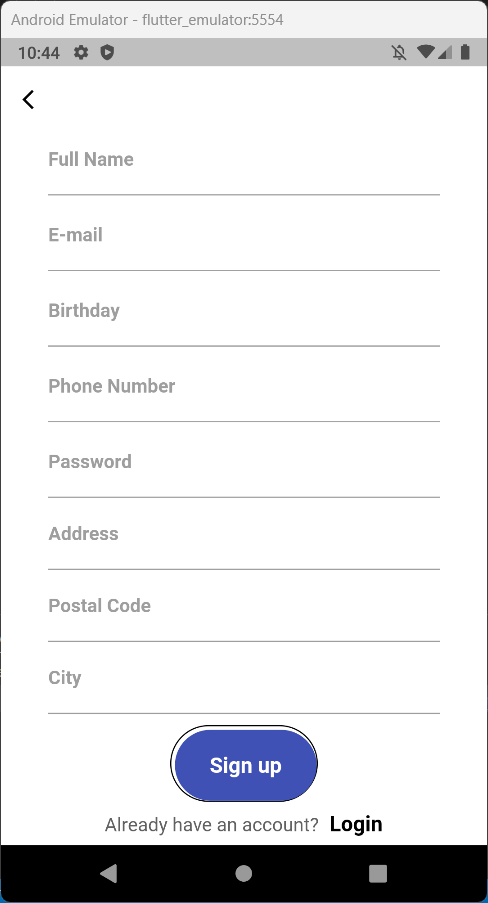 Android Emulator - flutter_emulator:5554
10:44
Full Name
E-mail
Birthday
Phone Number
Password
Address
Postal Code
City
Sign up
Already have an account? Login